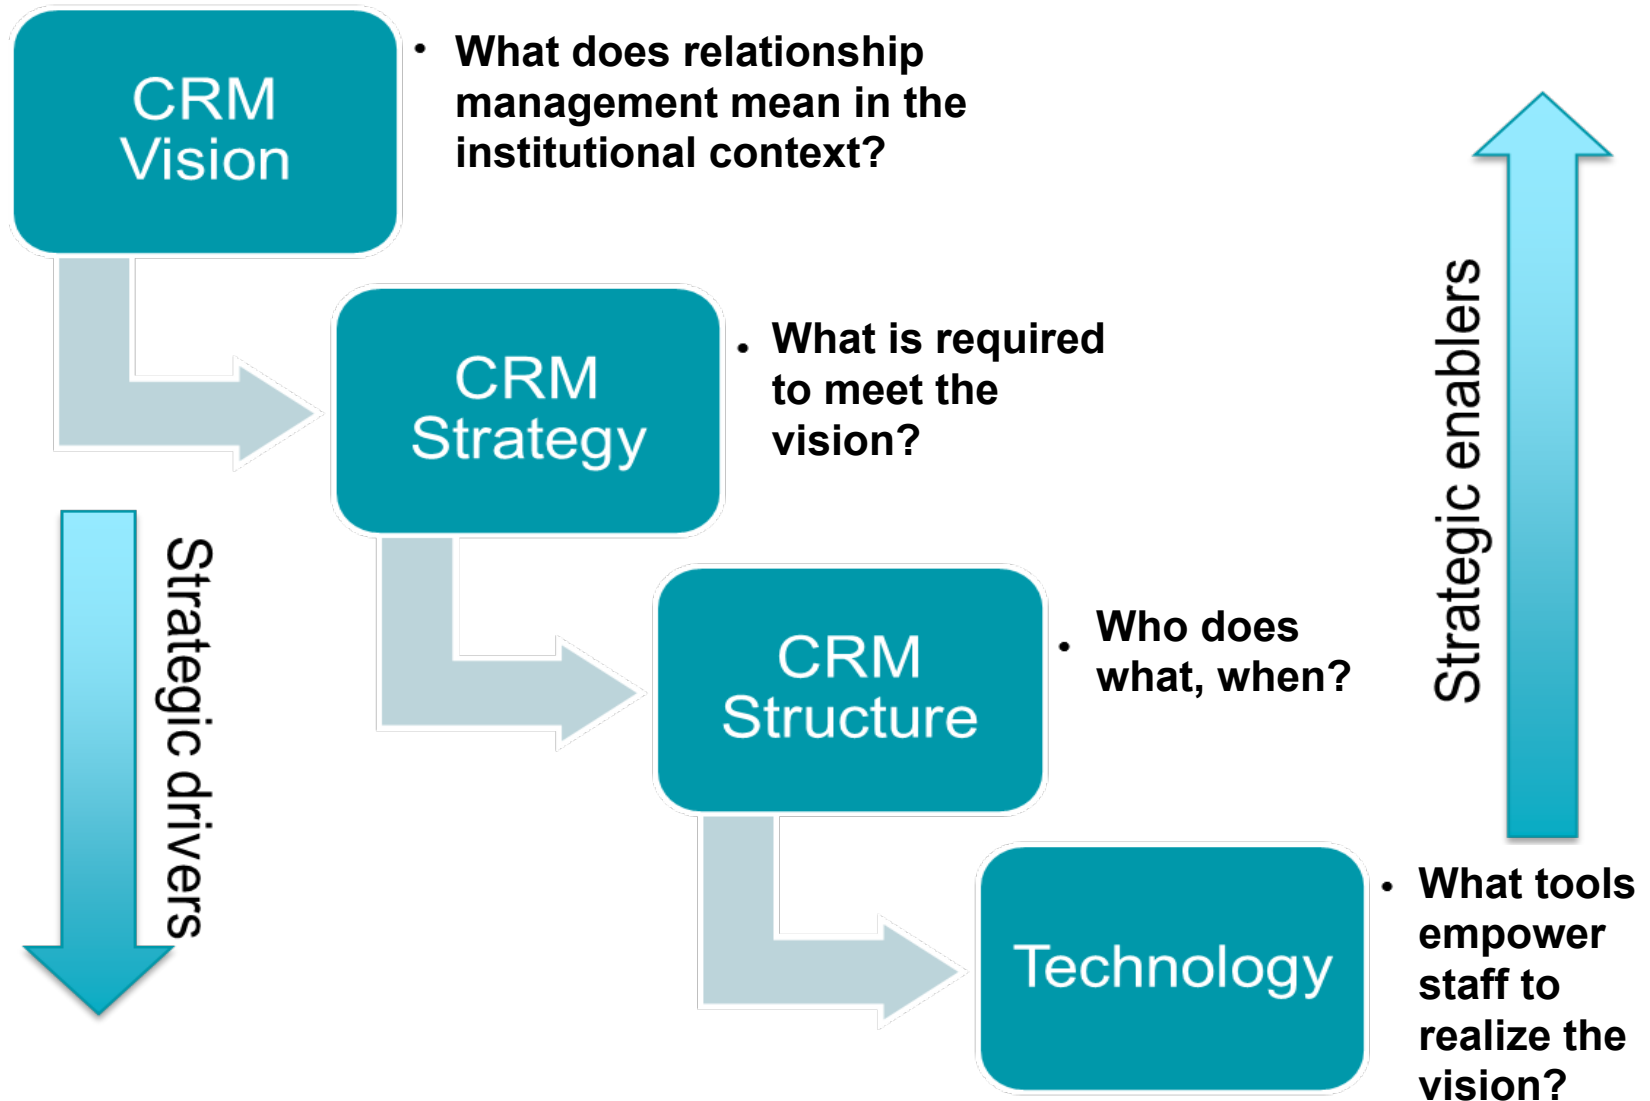 CRM
Vision
• What does relationship
management mean in the
institutional context?
CRM
Strategy
• What is required
to meet the
vision?
Strategic drivers
Strategic enablers
CRM
Structure
• Who does
what, when?
Technology
• What tools
empower
staff to
realize the
vision?